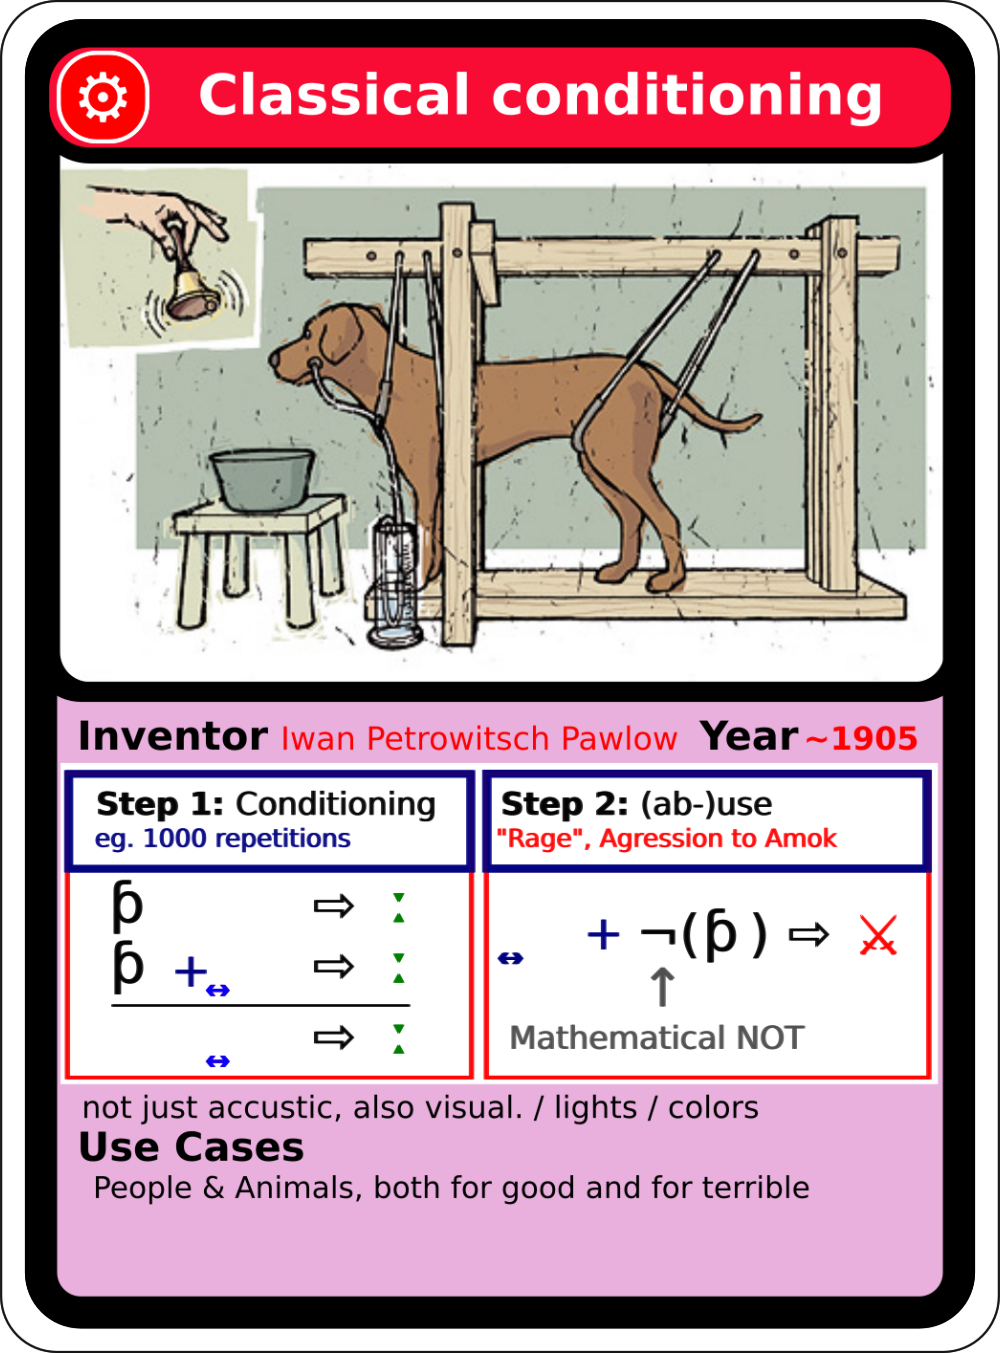 Classical conditioning
Inventor Iwan Petrowitsch Pawlow Year ~1905
Step 1: Conditioning
eg. 1000 repetitions
Step 2: (ab-)use
"Rage", Agression to Amok
+
+ ¬( ) ⇨ ⚔
⇨
↔
↑
Mathematical NOT
not just accustic, also visual. / lights / colors
Use Cases
People & Animals, both for good and for terrible